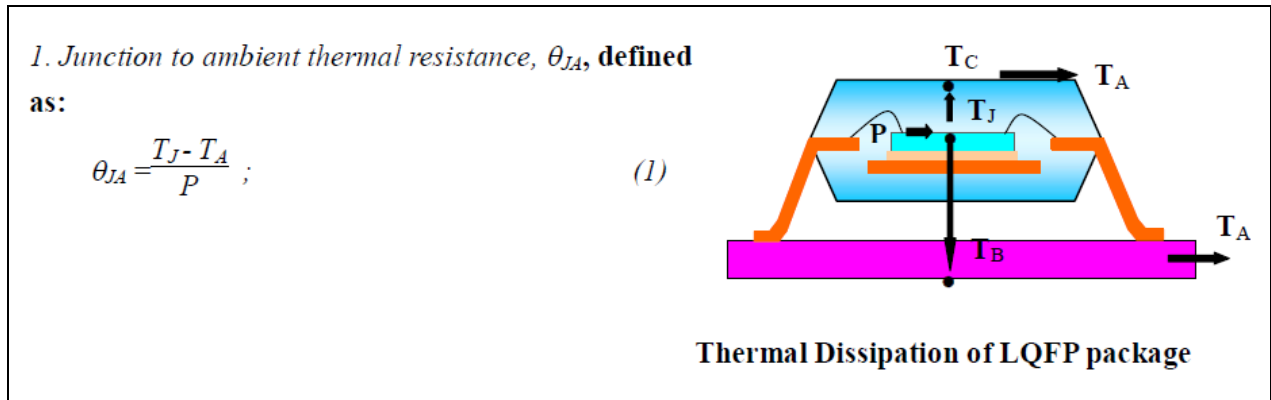 1. Junction to ambient thermal resistance, θJA, defined
as:
θJA = TJ - TA / P ; (1)
TC
TA
TJ
P
TA
TB
Thermal Dissipation of LQFP package